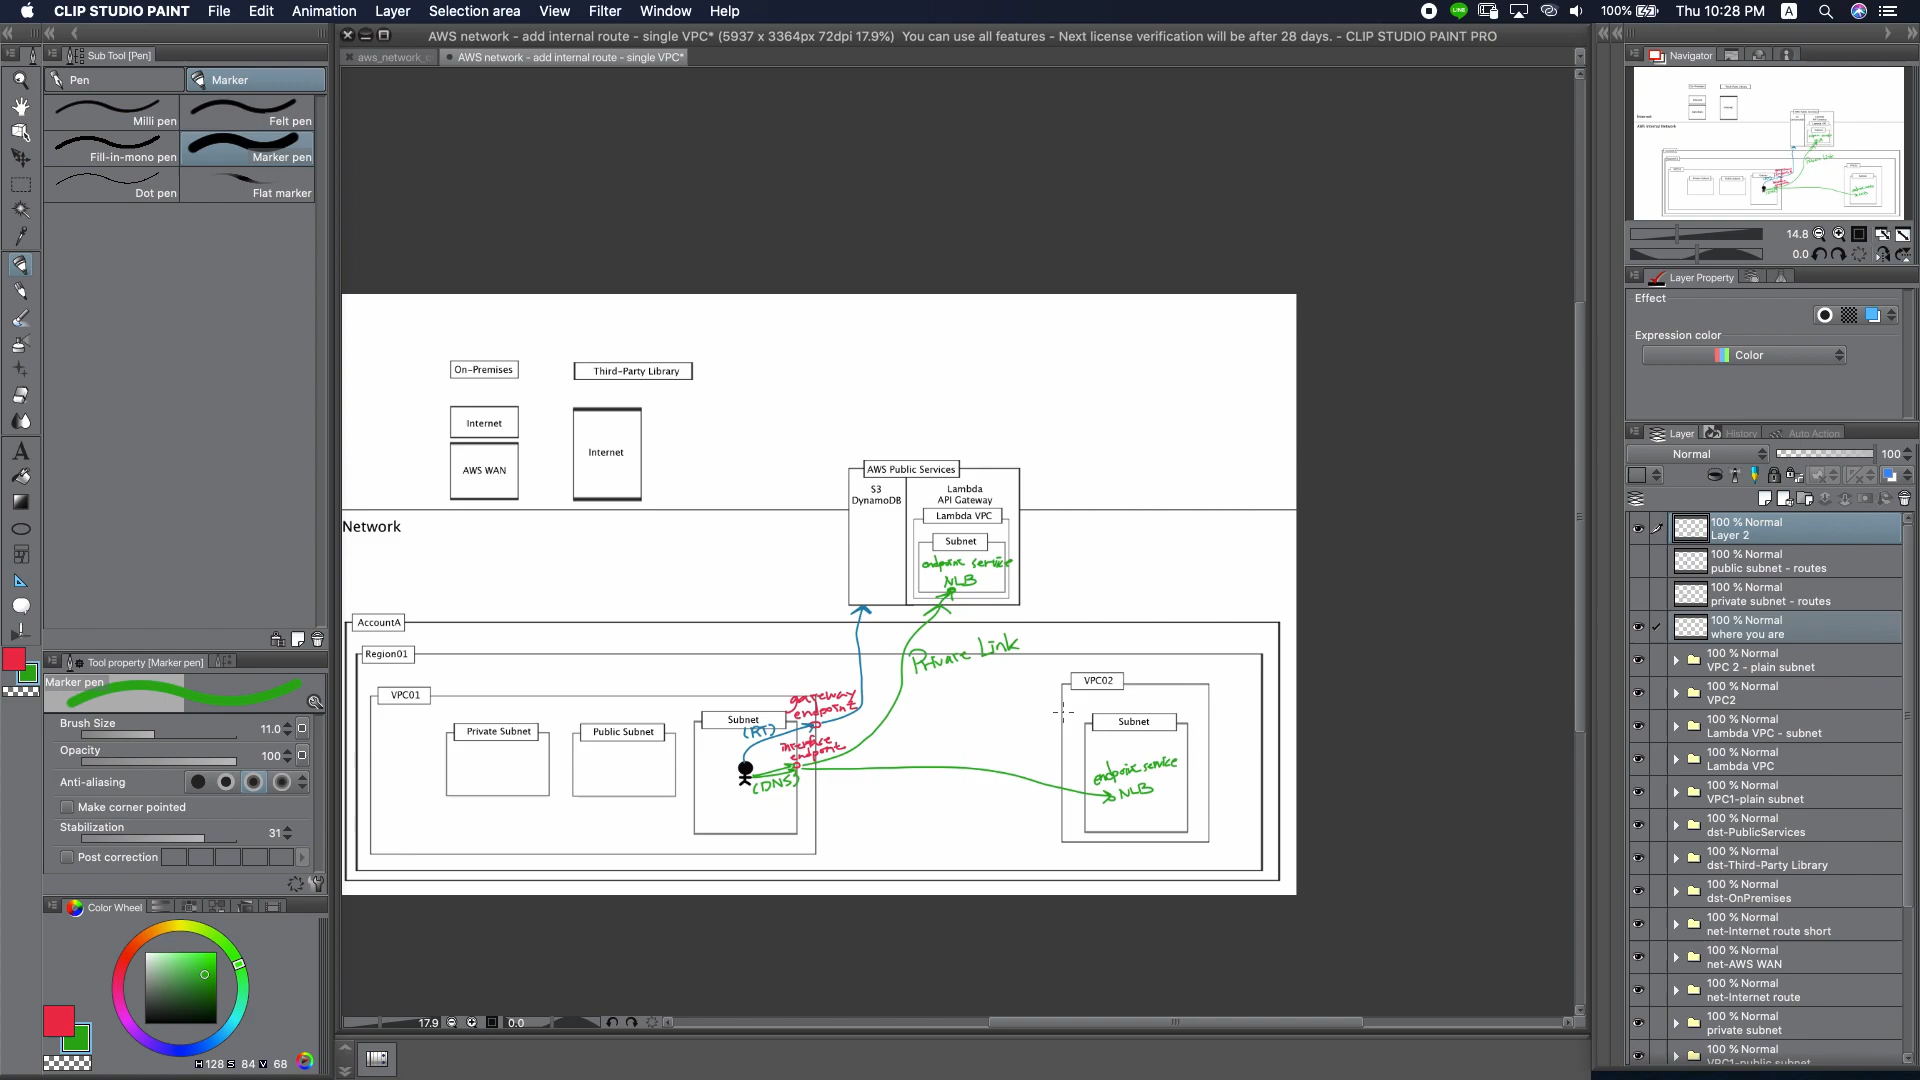 CLIP STUDIO PAINT File Edit Animation Layer Selection area View Filter Window Help
100% Thu 10:28 PM A
AWS network - add internal route - single VPC* (5937 x 3364px 72dpi 17.9%) You can use all features - Next license verification will be after 28 days. - CLIP STUDIO PAINT PRO
Sub Tool [Pen]
aws_network_c
AWS network - add internal route - single VPC*
Pen
Marker
Milli pen
Felt pen
Fill-in-mono pen
Marker pen
Dot pen
Flat marker
Tool property [Marker pen]
Marker pen
Brush Size 11.0
Opacity 100
Anti-aliasing
Make corner pointed
Stabilization 31
Post correction
Color Wheel
H 128 S 84 V 68
On-Premises
Third-Party Library
Internet
AWS WAN
Internet
Network
AWS Public Services
S3
DynamoDB
Lambda
API Gateway
Lambda VPC
Subnet
endpoint service
NLB
AccountA
Region01
VPC01
Private Subnet
Public Subnet
Subnet
(RT)
gateway
endpoint
interface
endpoint
(DNS)
Private Link
VPC02
Subnet
endpoint service
NLB
17.9
0.0
Navigator
14.8
0.0
Layer Property
Effect
Expression color
Color
Layer
History
Auto Action
Normal
100
100 % Normal
Layer 2
100 % Normal
public subnet - routes
100 % Normal
private subnet - routes
100 % Normal
where you are
100 % Normal
VPC 2 - plain subnet
100 % Normal
VPC2
100 % Normal
Lambda VPC - subnet
100 % Normal
Lambda VPC
100 % Normal
VPC1-plain subnet
100 % Normal
dst-PublicServices
100 % Normal
dst-Third-Party Library
100 % Normal
dst-OnPremises
100 % Normal
net-Internet route short
100 % Normal
net-AWS WAN
100 % Normal
net-Internet route
100 % Normal
private subnet
100 % Normal
VPC1-public subnet